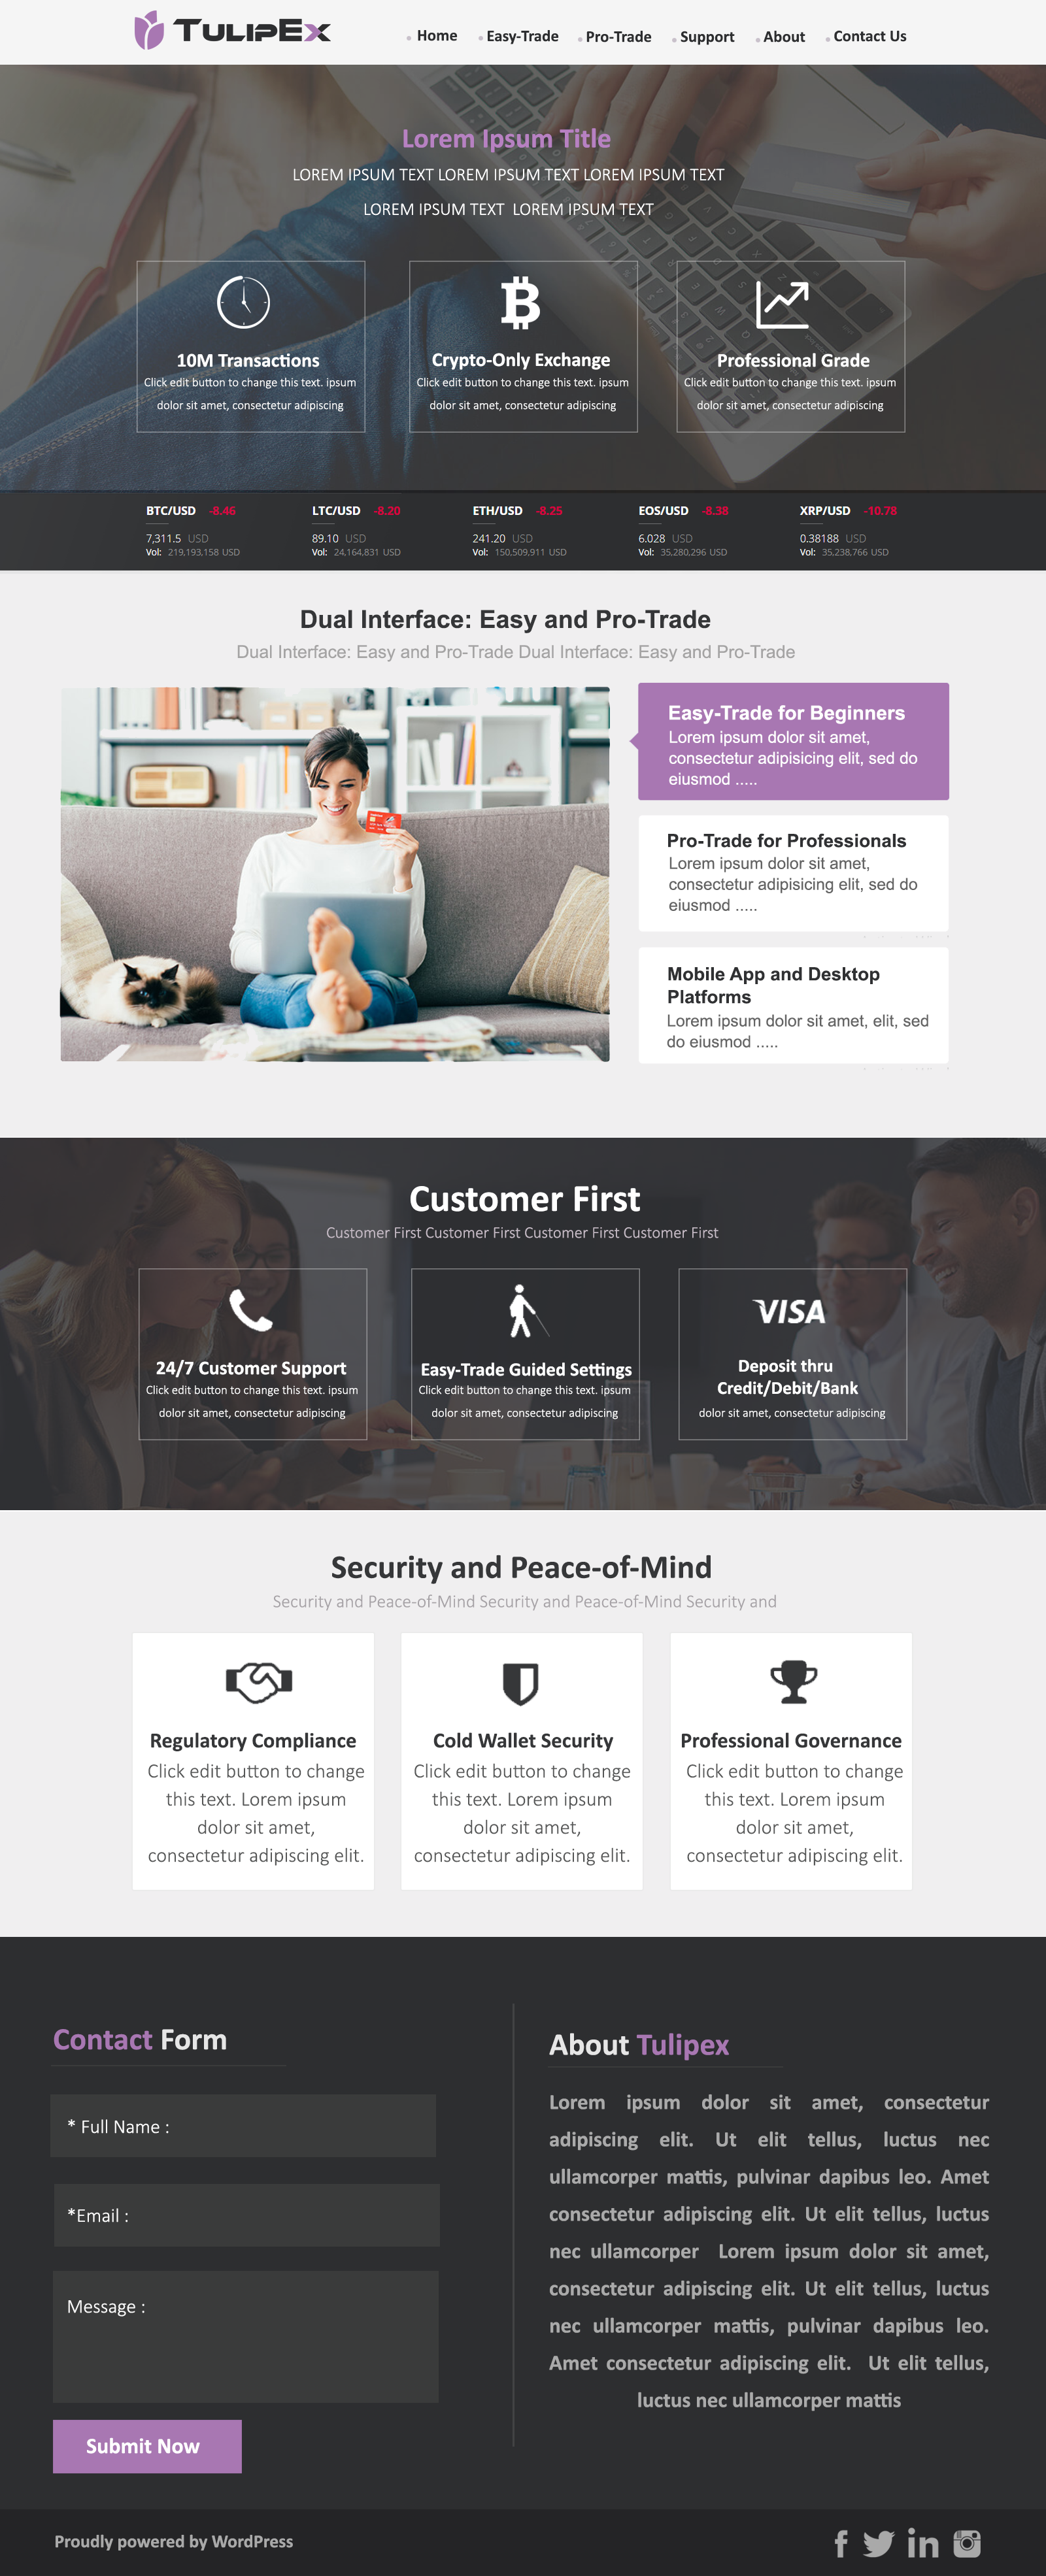 TULIPEX
Home Easy-Trade Pro-Trade Support About Contact Us
Lorem Ipsum Title
LOREM IPSUM TEXT LOREM IPSUM TEXT LOREM IPSUM TEXT
LOREM IPSUM TEXT LOREM IPSUM TEXT
10M Transactions
Click edit button to change this text. ipsum
dolor sit amet, consectetur adipiscing
Crypto-Only Exchange
Click edit button to change this text. ipsum
dolor sit amet, consectetur adipiscing
Professional Grade
Click edit button to change this text. ipsum
dolor sit amet, consectetur adipiscing
BTC/USD -8.46
7,311.5 USD
Vol: 219,193,158 USD
LTC/USD -8.20
89.10 USD
Vol: 24,164,831 USD
ETH/USD -8.25
241.20 USD
Vol: 150,509,911 USD
EOS/USD -8.38
6.028 USD
Vol: 35,280,296 USD
XRP/USD -10.78
0.38188 USD
Vol: 35,238,766 USD
Dual Interface: Easy and Pro-Trade
Dual Interface: Easy and Pro-Trade Dual Interface: Easy and Pro-Trade
Easy-Trade for Beginners
Lorem ipsum dolor sit amet,
consectetur adipisicing elit, sed do
eiusmod .....
Pro-Trade for Professionals
Lorem ipsum dolor sit amet,
consectetur adipisicing elit, sed do
eiusmod .....
Mobile App and Desktop
Platforms
Lorem ipsum dolor sit amet, elit, sed
do eiusmod .....
Customer First
Customer First Customer First Customer First Customer First
24/7 Customer Support
Click edit button to change this text. ipsum
dolor sit amet, consectetur adipiscing
Easy-Trade Guided Settings
Click edit button to change this text. ipsum
dolor sit amet, consectetur adipiscing
VISA
Deposit thru
Credit/Debit/Bank
dolor sit amet, consectetur adipiscing
Security and Peace-of-Mind
Security and Peace-of-Mind Security and Peace-of-Mind Security and
Regulatory Compliance
Click edit button to change
this text. Lorem ipsum
dolor sit amet,
consectetur adipiscing elit.
Cold Wallet Security
Click edit button to change
this text. Lorem ipsum
dolor sit amet,
consectetur adipiscing elit.
Professional Governance
Click edit button to change
this text. Lorem ipsum
dolor sit amet,
consectetur adipiscing elit.
Contact Form
* Full Name :
*Email :
Message :
Submit Now
About Tulipex
Lorem ipsum dolor sit amet, consectetur
adipiscing elit. Ut elit tellus, luctus nec
ullamcorper mattis, pulvinar dapibus leo. Amet
consectetur adipiscing elit. Ut elit tellus, luctus
nec ullamcorper Lorem ipsum dolor sit amet,
consectetur adipiscing elit. Ut elit tellus, luctus
nec ullamcorper mattis, pulvinar dapibus leo.
Amet consectetur adipiscing elit. Ut elit tellus,
luctus nec ullamcorper mattis
Proudly powered by WordPress